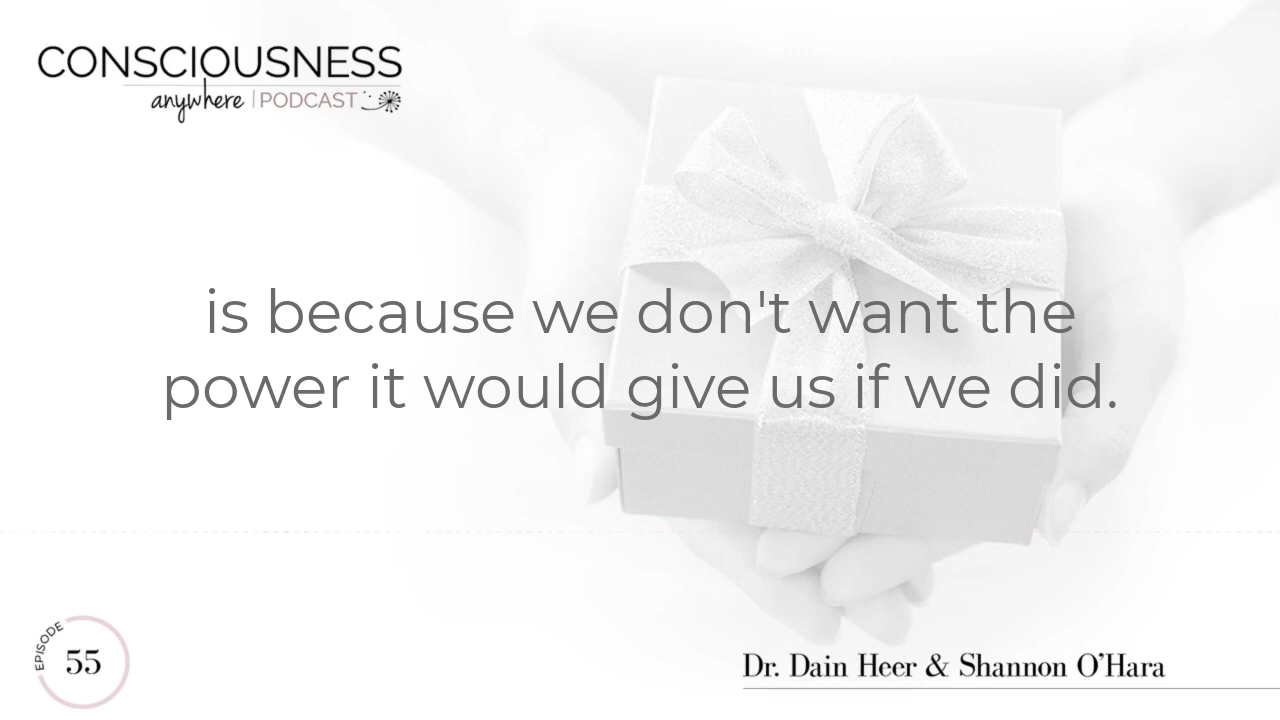 CONSCIOUSNESS
anywhere | PODCAST
is because we don't want the
power it would give us if we did.
EPISODE
55
Dr. Dain Heer & Shannon O'Hara